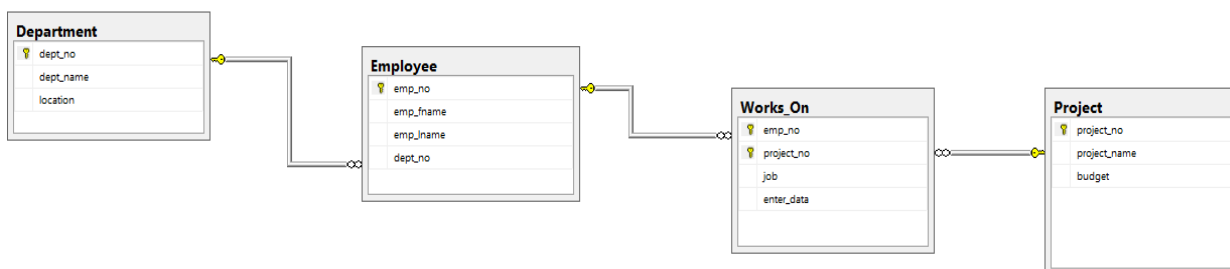 Department
dept_no
dept_name
location
Employee
emp_no
emp_fname
emp_lname
dept_no
Works_On
emp_no
project_no
job
enter_data
Project
project_no
project_name
budget